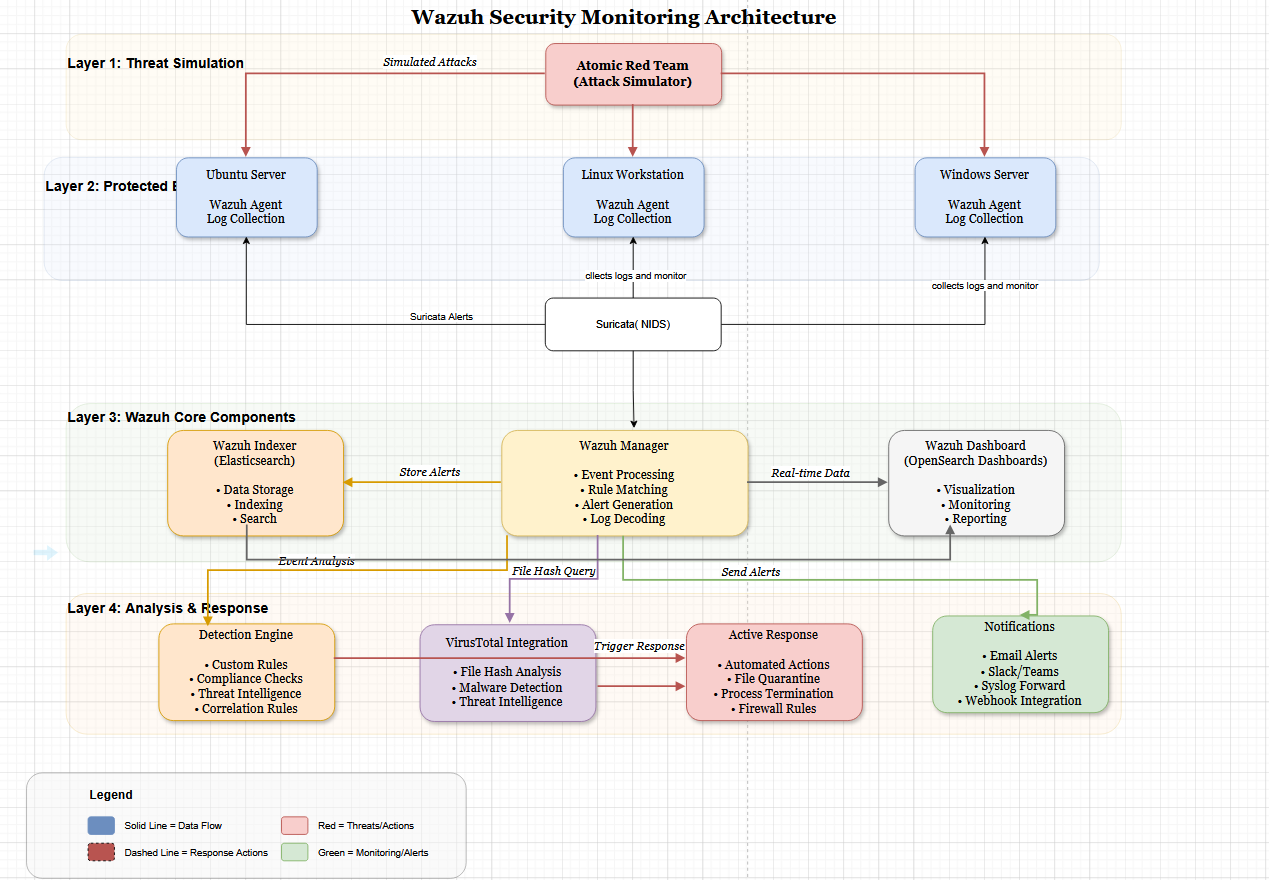 Wazuh Security Monitoring Architecture
Layer 1: Threat Simulation
Simulated Attacks
Atomic Red Team
(Attack Simulator)
Layer 2: Protected E
Ubuntu Server
Wazuh Agent
Log Collection
Linux Workstation
Wazuh Agent
Log Collection
Windows Server
Wazuh Agent
Log Collection
cllects logs and monitor
collects logs and monitor
Suricata Alerts
Suricata( NIDS)
Layer 3: Wazuh Core Components
Wazuh Indexer
(Elasticsearch)
• Data Storage
• Indexing
• Search
Store Alerts
Wazuh Manager
• Event Processing
• Rule Matching
• Alert Generation
• Log Decoding
Real-time Data
Wazuh Dashboard
(OpenSearch Dashboards)
• Visualization
• Monitoring
• Reporting
Event Analysis
File Hash Query
Send Alerts
Layer 4: Analysis & Response
Detection Engine
• Custom Rules
• Compliance Checks
• Threat Intelligence
• Correlation Rules
VirusTotal Integration
• File Hash Analysis
• Malware Detection
• Threat Intelligence
Trigger Response
Active Response
• Automated Actions
• File Quarantine
• Process Termination
• Firewall Rules
Notifications
• Email Alerts
• Slack/Teams
• Syslog Forward
• Webhook Integration
Legend
Solid Line = Data Flow
Red = Threats/Actions
Dashed Line = Response Actions
Green = Monitoring/Alerts